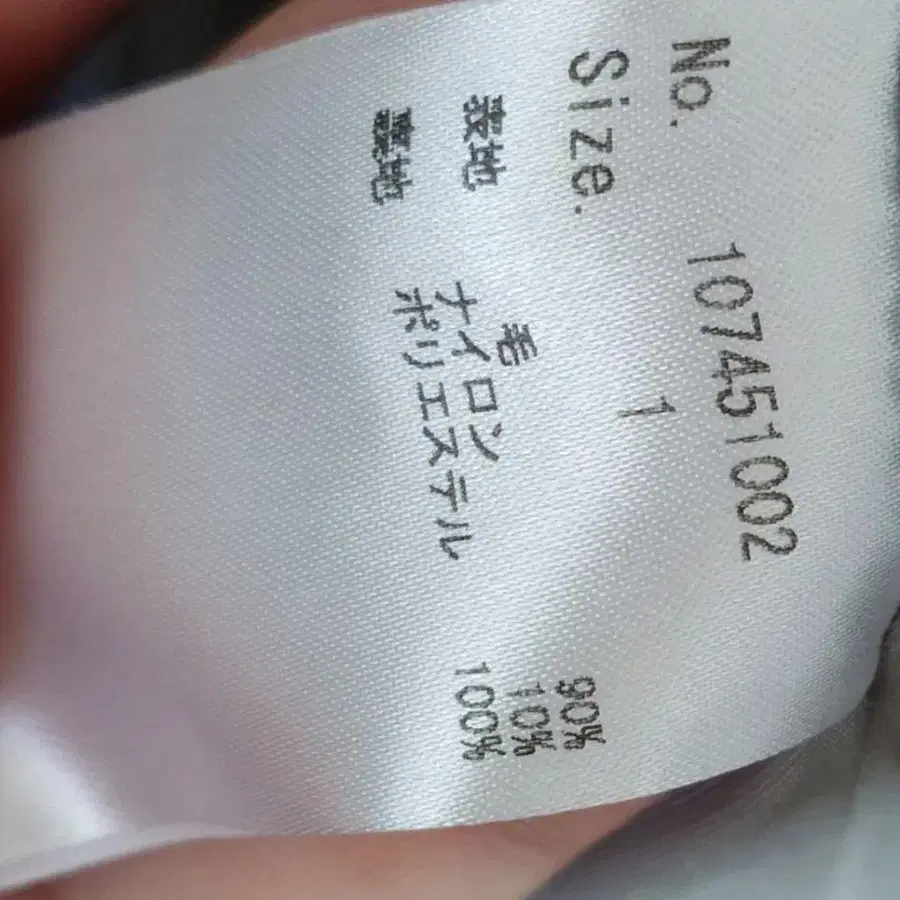 No. 107451002
Size. 1
表地 毛 90%
ナイロン 10%
裏地 ポリエステル 100%